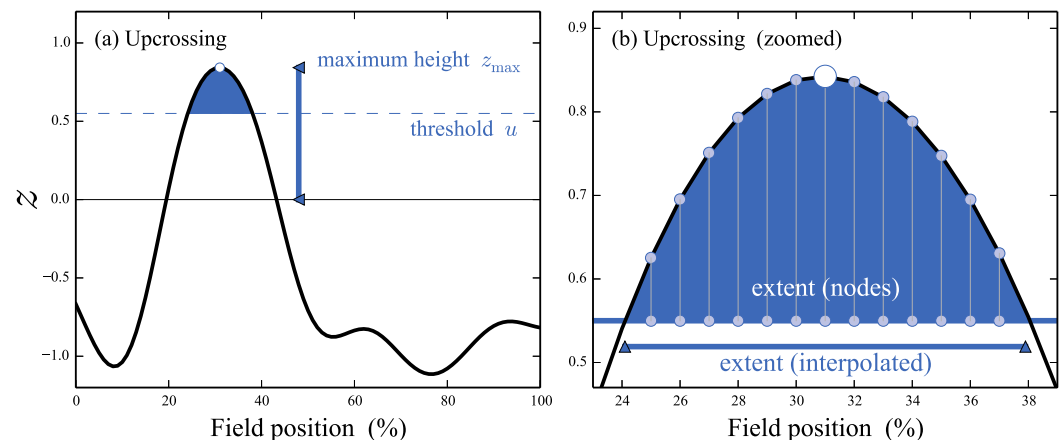 (a) Upcrossing
maximum height z_max
threshold u
1.0
0.5
0.0
−0.5
−1.0
z
0 20 40 60 80 100
Field position (%)
(b) Upcrossing (zoomed)
0.9
0.8
0.7
0.6
0.5
extent (nodes)
extent (interpolated)
24 26 28 30 32 34 36 38
Field position (%)